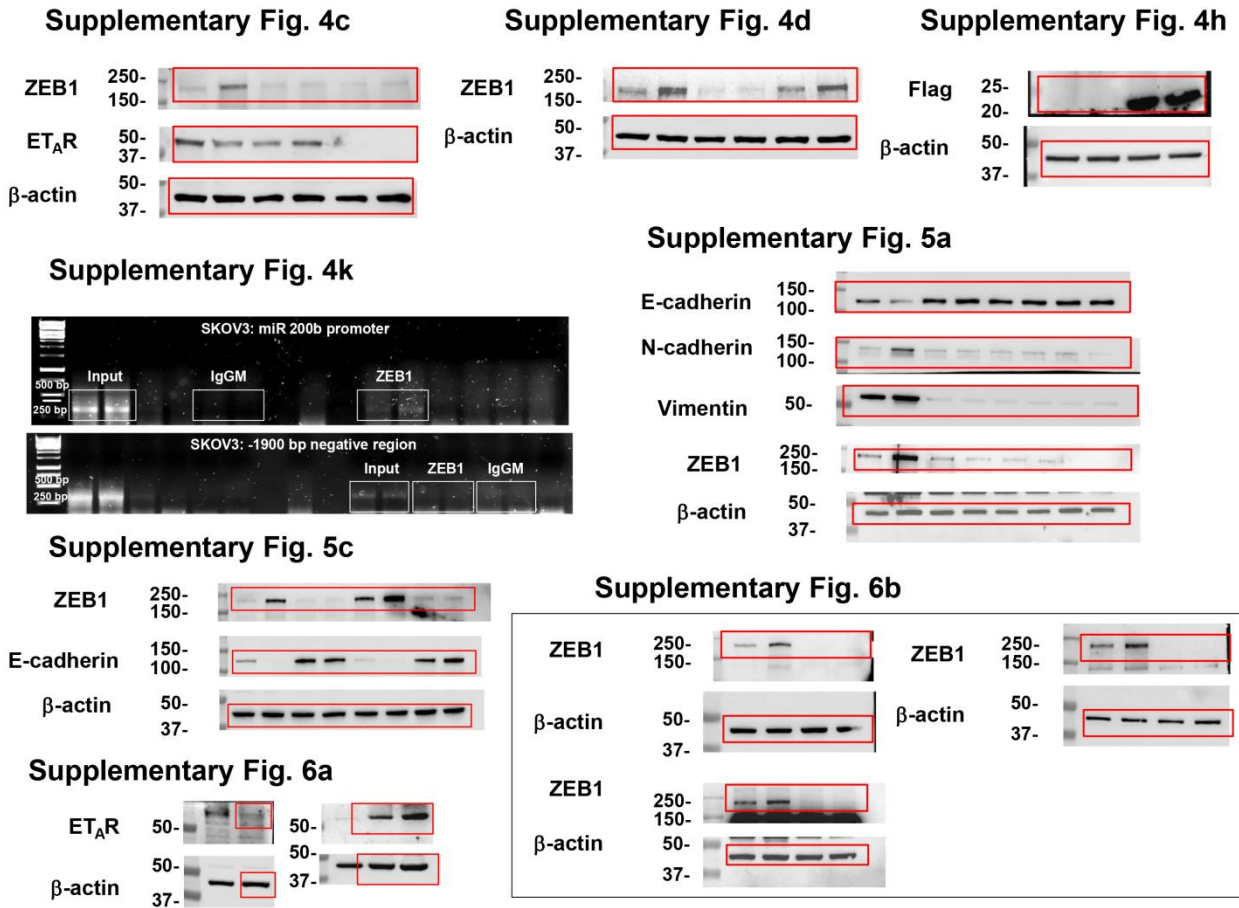 Supplementary Fig. 4c
ZEB1
250-
150-
ETAR
50-
37-
β-actin
50-
37-
Supplementary Fig. 4d
ZEB1
250-
150-
β-actin
50-
37-
Supplementary Fig. 4h
Flag
25-
20-
β-actin
50-
37-
Supplementary Fig. 4k
SKOV3: miR 200b promoter
Input
IgGM
ZEB1
500 bp
250 bp
SKOV3: -1900 bp negative region
Input
ZEB1
IgGM
500 bp
250 bp
Supplementary Fig. 5a
E-cadherin
150-
100-
N-cadherin
150-
100-
Vimentin
50-
ZEB1
250-
150-
β-actin
50-
37-
Supplementary Fig. 5c
ZEB1
250-
150-
E-cadherin
150-
100-
β-actin
50-
37-
Supplementary Fig. 6a
ETAR
50-
50-
β-actin
50-
37-
50-
37-
Supplementary Fig. 6b
ZEB1
250-
150-
β-actin
50-
37-
ZEB1
250-
150-
β-actin
50-
37-
ZEB1
250-
150-
β-actin
50-
37-